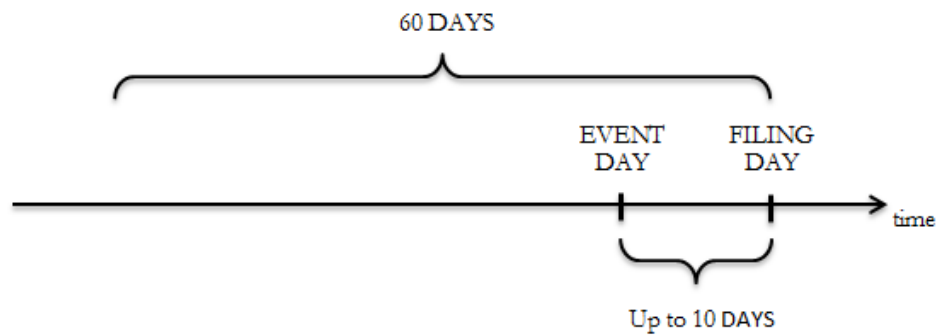 60 DAYS
EVENT
DAY
FILING
DAY
time
Up to 10 DAYS